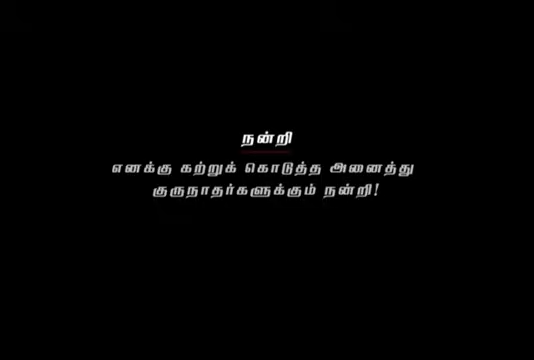 நன்றி
எனக்கு கற்றுக் கொடுத்த அனைத்து
குருநாதர்களுக்கும் நன்றி!